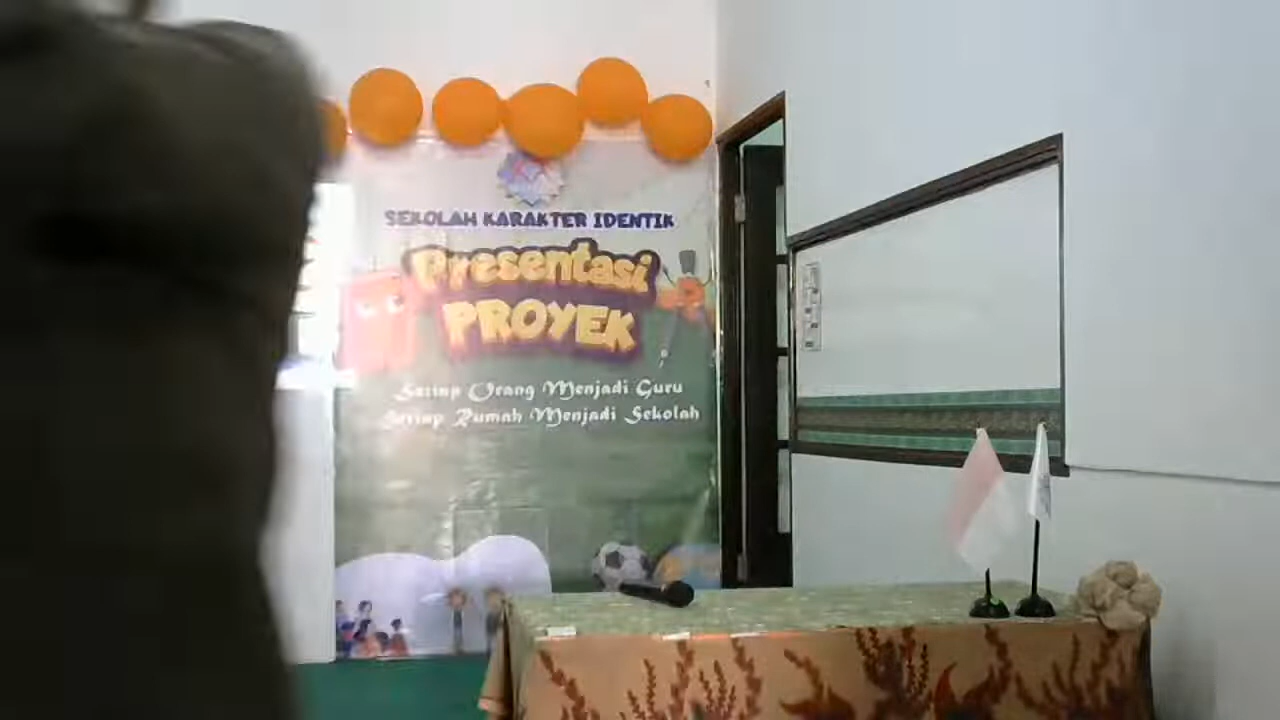 SEKOLAH KARAKTER IDENTIK
Presentasi
PROYEK
Setiap Orang Menjadi Guru
Setiap Rumah Menjadi Sekolah